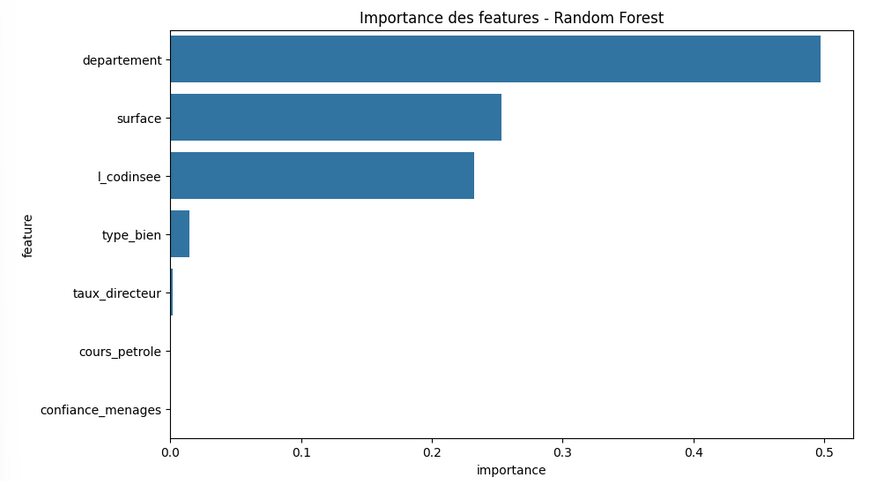 Importance des features - Random Forest
departement
surface
l_codinsee
type_bien
taux_directeur
cours_petrole
confiance_menages
feature
0.0 0.1 0.2 0.3 0.4 0.5
importance